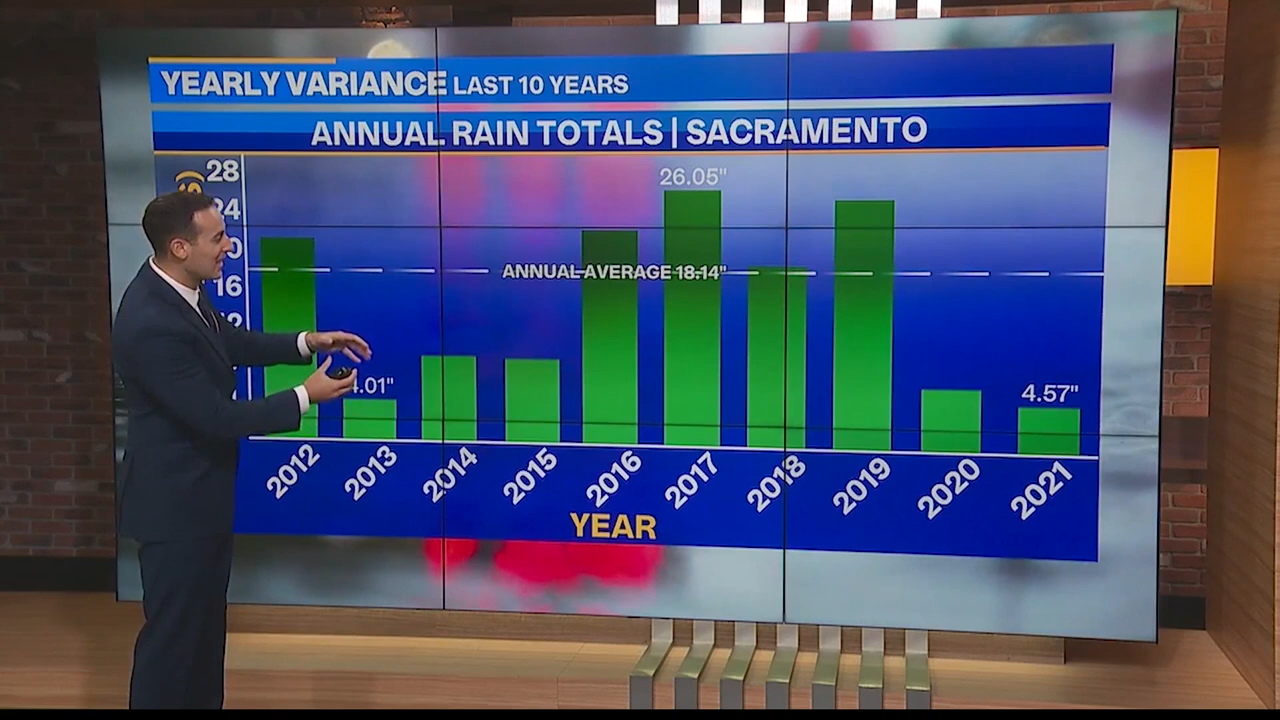 YEARLY VARIANCE LAST 10 YEARS
ANNUAL RAIN TOTALS | SACRAMENTO
28
26.05"
ANNUAL AVERAGE 18.14"
16
4.57"
2012 2013 2014 2015 2016 2017 2018 2019 2020 2021
YEAR